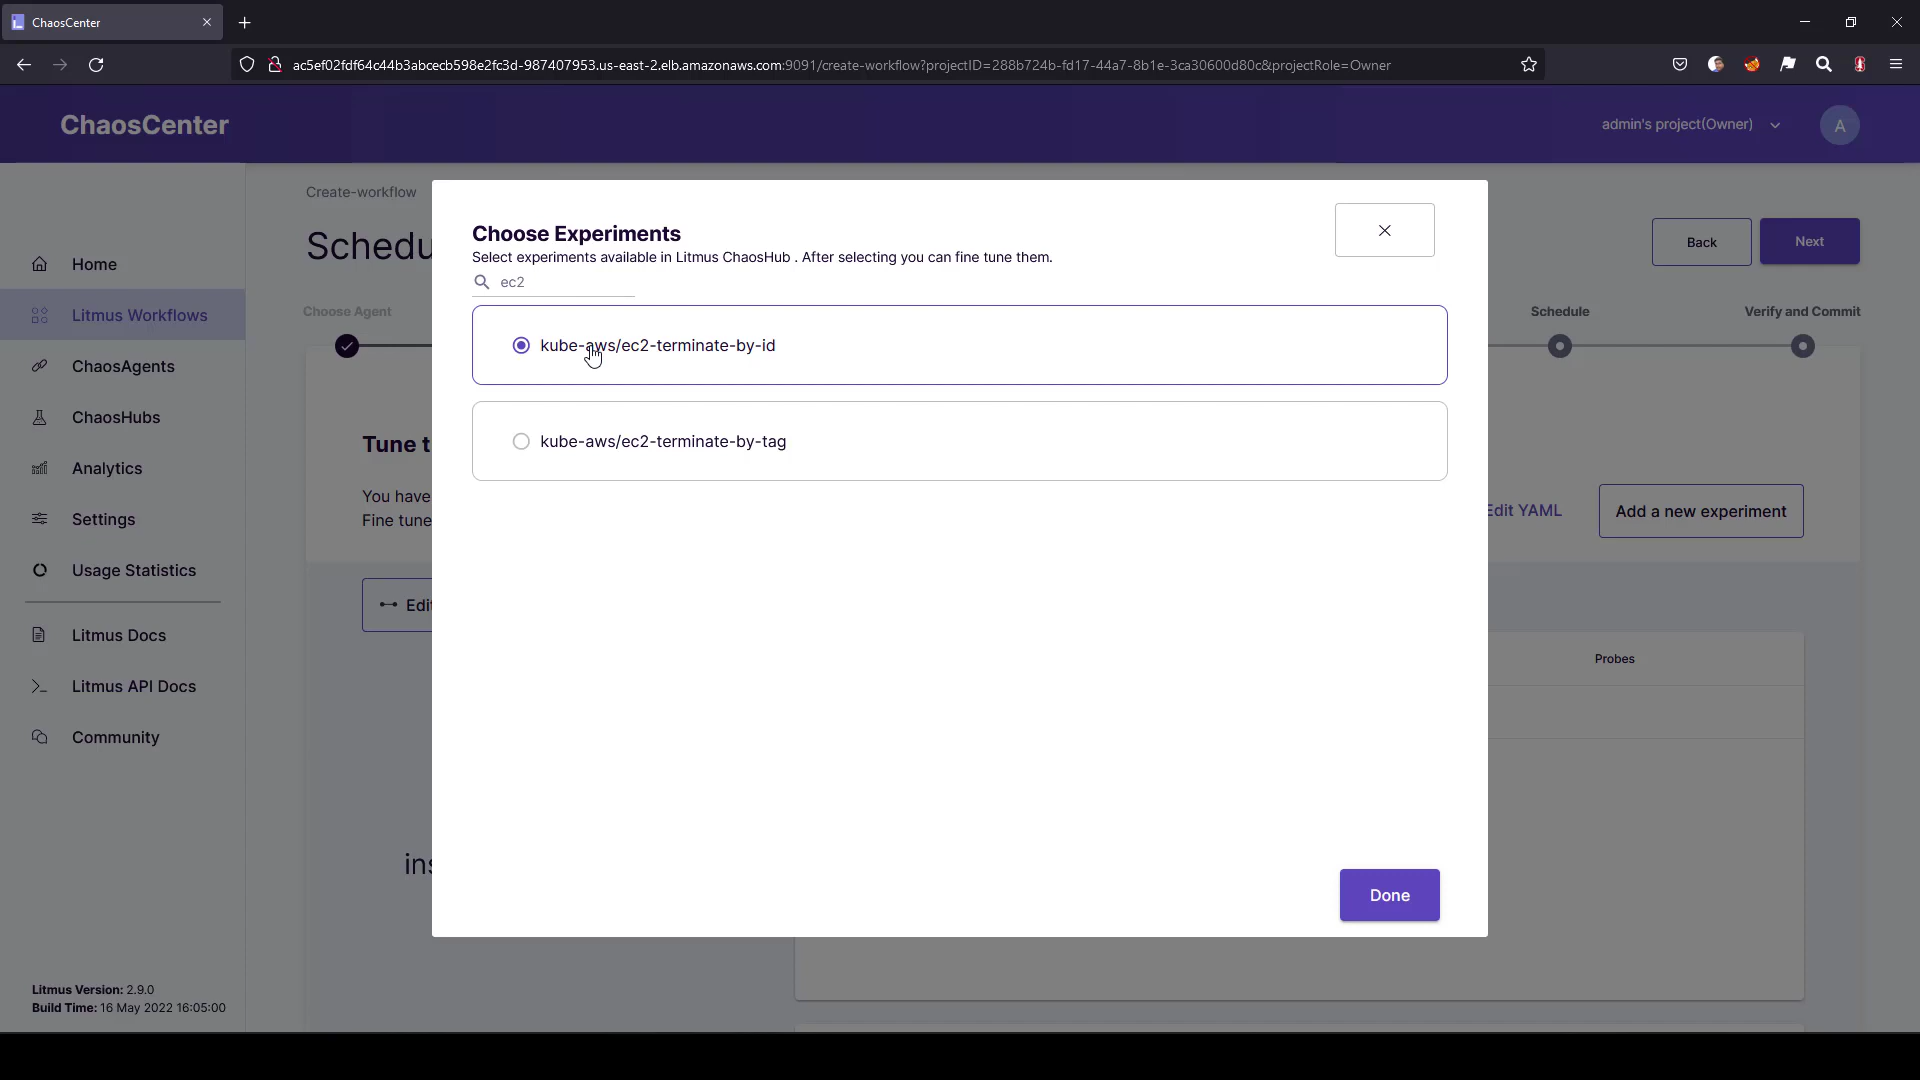 ChaosCenter
ac5ef02fdf64c44b3abcecb598e2fc3d-987407953.us-east-2.elb.amazonaws.com:9091/create-workflow?projectID=288b724b-fd17-44a7-8b1e-3ca30600d80c&projectRole=Owner
ChaosCenter
admin's project(Owner)
A
Home
Litmus Workflows
ChaosAgents
ChaosHubs
Analytics
Settings
Usage Statistics
Litmus Docs
Litmus API Docs
Community
Litmus Version: 2.9.0
Build Time: 16 May 2022 16:05:00
Create-workflow
Schedu
Back
Next
Choose Agent
Schedule
Verify and Commit
Tune t
You have
Fine tune
Edit YAML
Add a new experiment
Edit
Probes
ins
Choose Experiments
Select experiments available in Litmus ChaosHub . After selecting you can fine tune them.
ec2
kube-aws/ec2-terminate-by-id
kube-aws/ec2-terminate-by-tag
Done